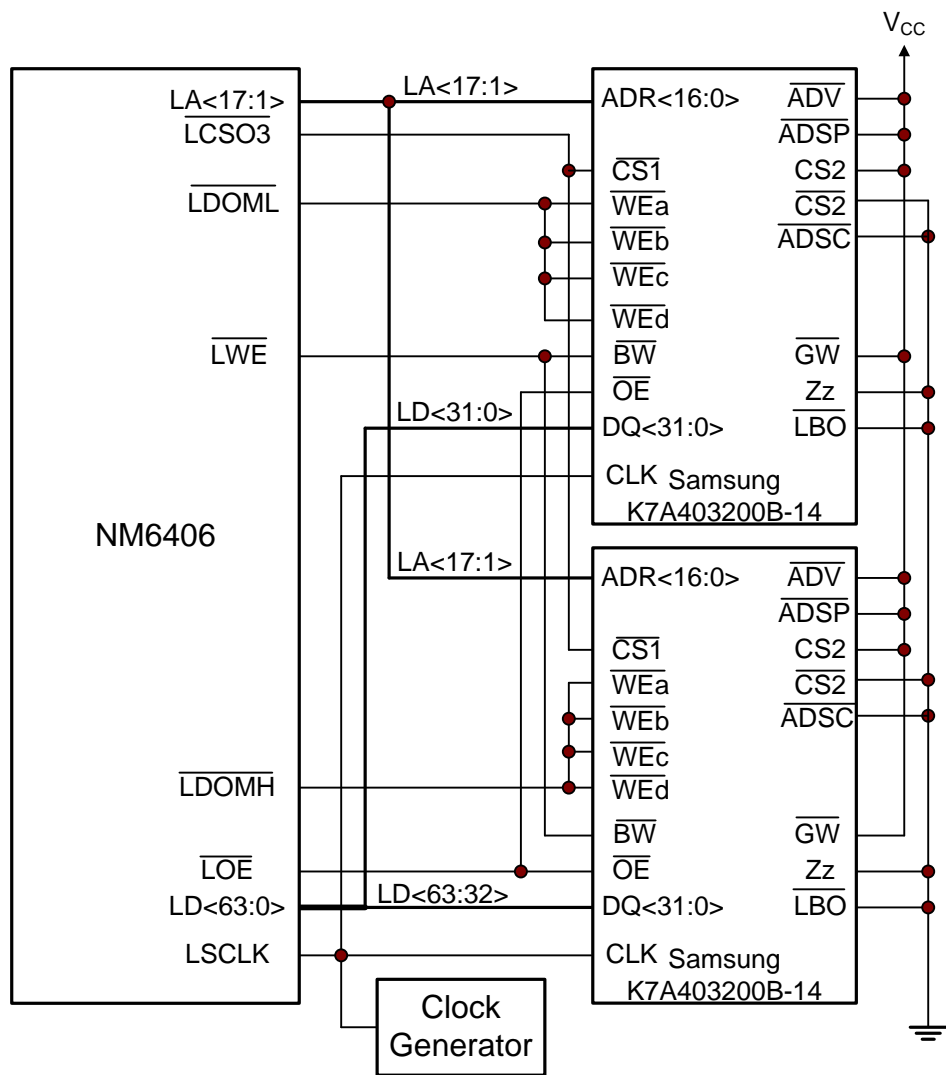 V_CC
LA<17:1>
LCSO3
LDOML
LWE
NM6406
LDOMH
LOE
LD<63:0>
LSCLK
LA<17:1>
LD<31:0>
LA<17:1>
LD<63:32>
ADR<16:0>
CS1
WEa
WEb
WEc
WEd
BW
OE
DQ<31:0>
CLK Samsung
K7A403200B-14
ADV
ADSP
CS2
CS2
ADSC
GW
Zz
LBO
ADR<16:0>
CS1
WEa
WEb
WEc
WEd
BW
OE
DQ<31:0>
CLK Samsung
K7A403200B-14
ADV
ADSP
CS2
CS2
ADSC
GW
Zz
LBO
Clock
Generator